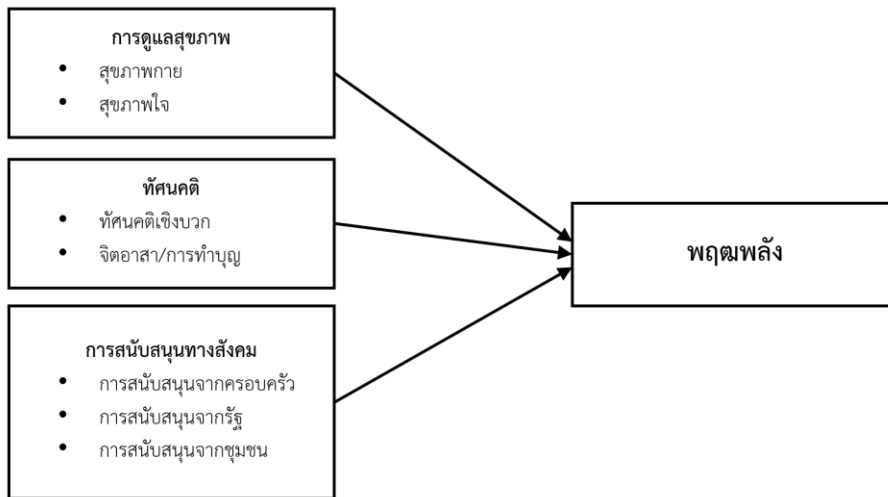 การดูแลสุขภาพ
• สุขภาพกาย
• สุขภาพใจ
ทัศนคติ
• ทัศนคติเชิงบวก
• จิตอาสา/การทำบุญ
การสนับสนุนทางสังคม
• การสนับสนุนจากครอบครัว
• การสนับสนุนจากรัฐ
• การสนับสนุนจากชุมชน
พฤฒพลัง